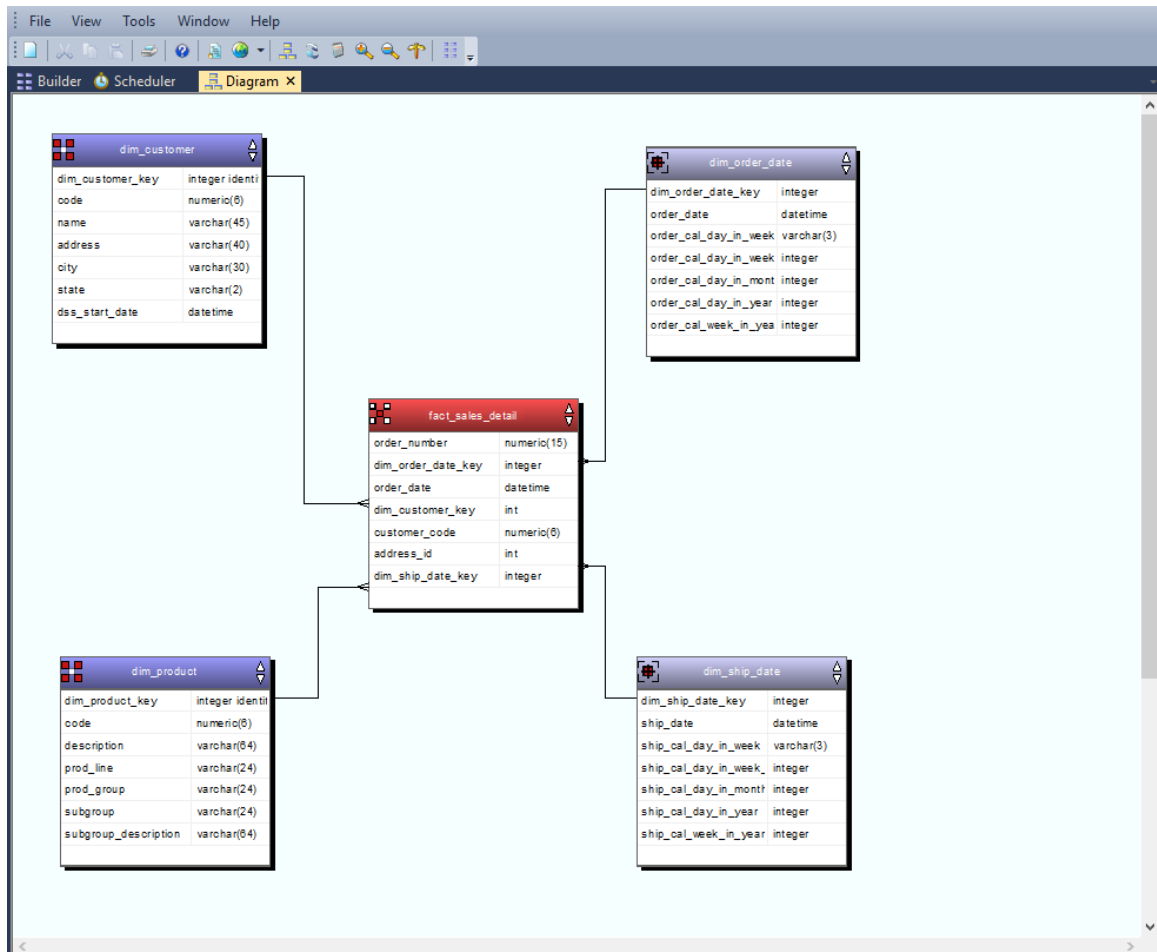 File View Tools Window Help
Builder Scheduler Diagram
dim_customer
dim_customer_key integer identi
code numeric(6)
name varchar(45)
address varchar(40)
city varchar(30)
state varchar(2)
dss_start_date datetime
dim_order_date
dim_order_date_key integer
order_date datetime
order_cal_day_in_week varchar(3)
order_cal_day_in_week integer
order_cal_day_in_mont integer
order_cal_day_in_year integer
order_cal_week_in_yea integer
fact_sales_detail
order_number numeric(15)
dim_order_date_key integer
order_date datetime
dim_customer_key int
customer_code numeric(6)
address_id int
dim_ship_date_key integer
dim_product
dim_product_key integer identit
code numeric(6)
description varchar(64)
prod_line varchar(24)
prod_group varchar(24)
subgroup varchar(24)
subgroup_description varchar(64)
dim_ship_date
dim_ship_date_key integer
ship_date datetime
ship_cal_day_in_week varchar(3)
ship_cal_day_in_week_ integer
ship_cal_day_in_month integer
ship_cal_day_in_year integer
ship_cal_week_in_year integer